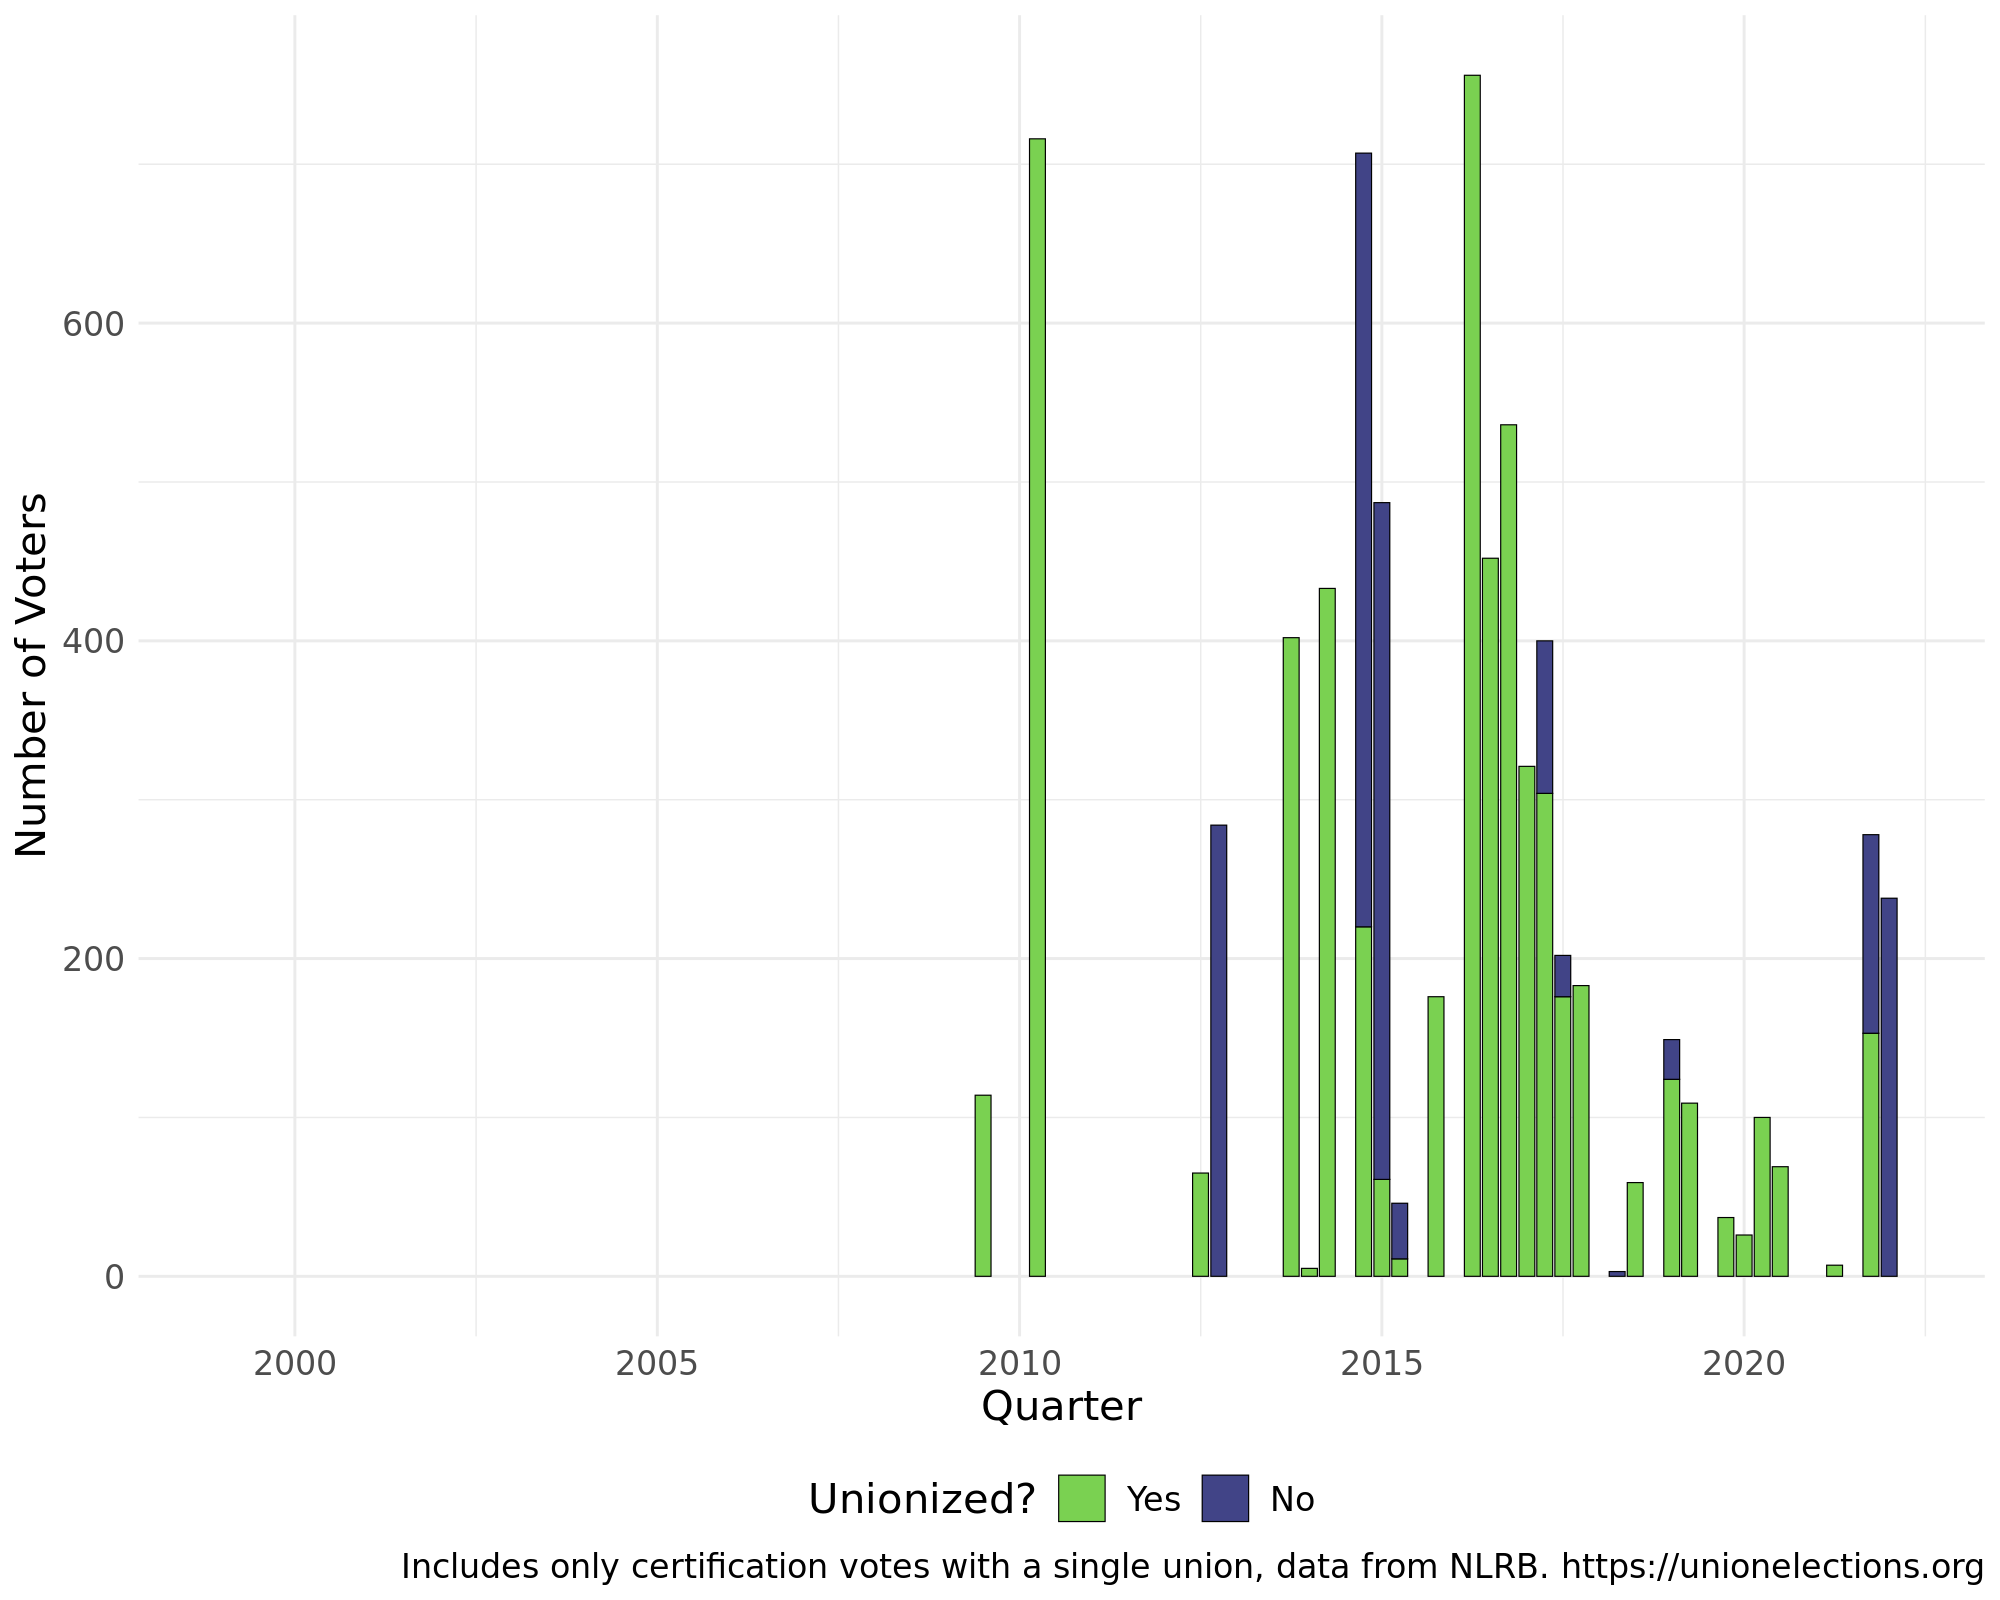 Number of Voters
600
400
200
0
2000 2005 2010 2015 2020
Quarter
Unionized? Yes No
Includes only certification votes with a single union, data from NLRB. https://unionelections.org